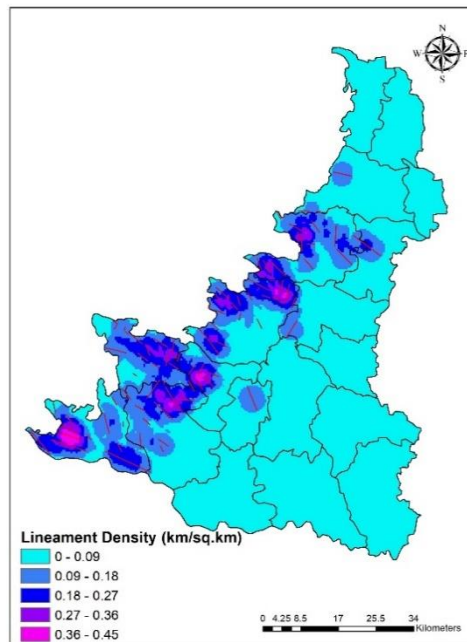 N
W E
S
Lineament Density (km/sq.km)
0 - 0.09
0.09 - 0.18
0.18 - 0.27
0.27 - 0.36
0.36 - 0.45
0 4.25 8.5 17 25.5 34
Kilometers